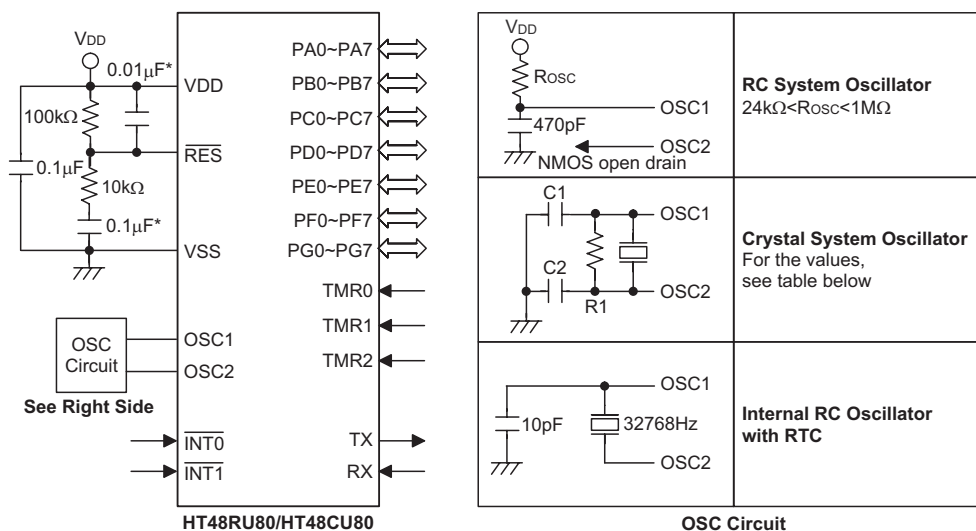 VDD
0.01μF*
VDD
100kΩ
RES
0.1μF
10kΩ
0.1μF*
VSS
OSC
Circuit
OSC1
OSC2
See Right Side
INT0
INT1
PA0~PA7
PB0~PB7
PC0~PC7
PD0~PD7
PE0~PE7
PF0~PF7
PG0~PG7
TMR0
TMR1
TMR2
TX
RX
HT48RU80/HT48CU80
VDD
ROSC
OSC1
470pF
OSC2
NMOS open drain
RC System Oscillator
24kΩ<ROSC<1MΩ
C1
OSC1
C2
OSC2
R1
Crystal System Oscillator
For the values,
see table below
OSC1
10pF
32768Hz
OSC2
Internal RC Oscillator
with RTC
OSC Circuit